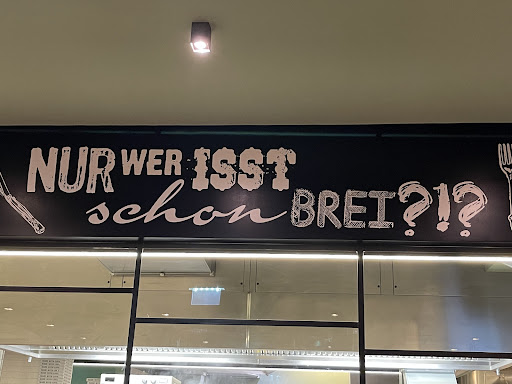 NUR WER ISST
schon BREI?!?